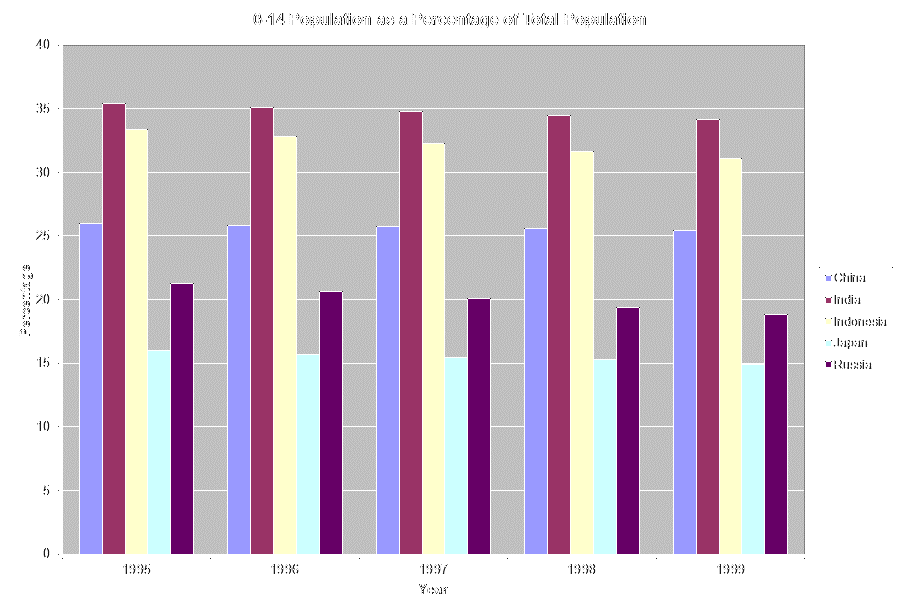 0-14 Population as a Percentage of Total Population
40
35
30
25
20
15
10
5
0
Percentage
China
India
Indonesia
Japan
Russia
1995
1996
1997
1998
1999
Year